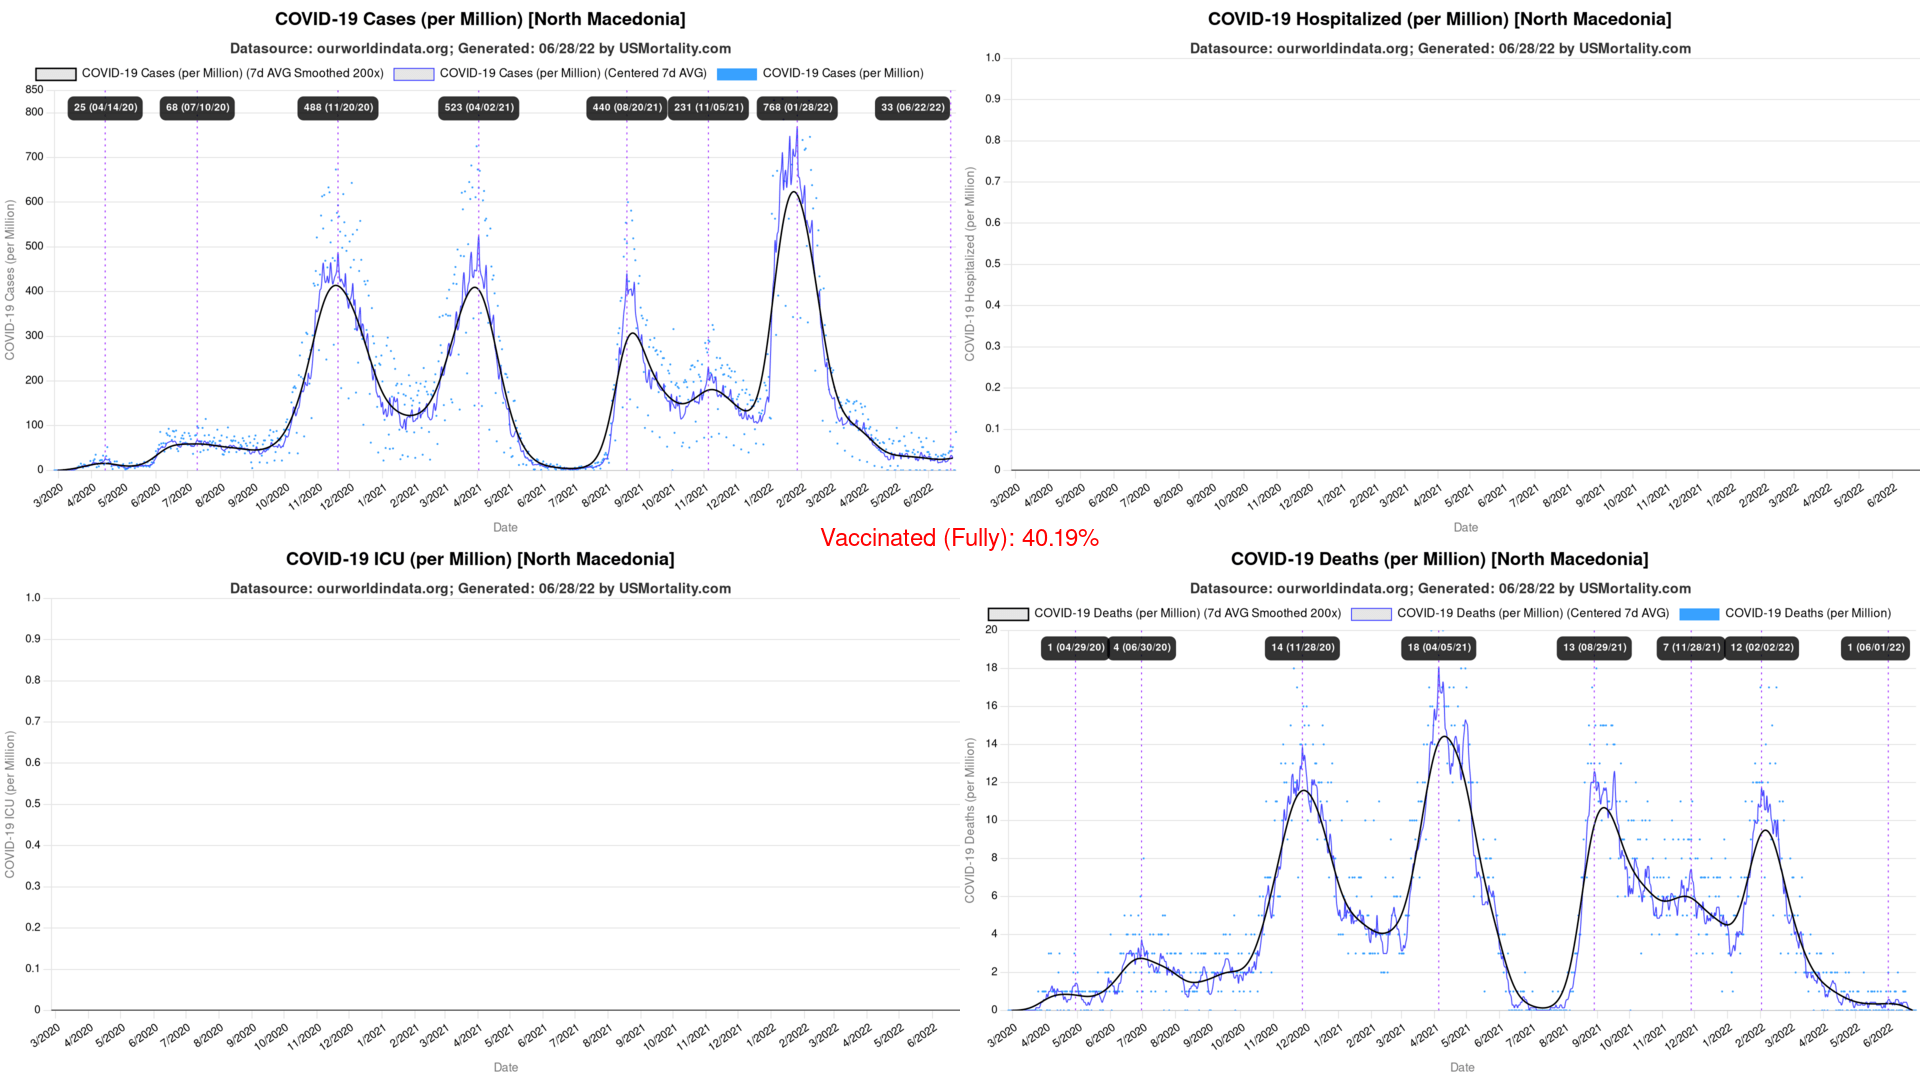 COVID-19 Cases (per Million) [North Macedonia]
Datasource: ourworldindata.org; Generated: 06/28/22 by USMortality.com
COVID-19 Cases (per Million) (7d AVG Smoothed 200x) COVID-19 Cases (per Million) (Centered 7d AVG) COVID-19 Cases (per Million)
25 (04/14/20) 68 (07/10/20) 488 (11/20/20) 523 (04/02/21) 440 (08/20/21) 231 (11/05/21) 768 (01/28/22) 33 (06/22/22)
COVID-19 Cases (per Million)
850
800
700
600
500
400
300
200
100
0
3/2020 4/2020 5/2020 6/2020 7/2020 8/2020 9/2020 10/2020 11/2020 12/2020 1/2021 2/2021 3/2021 4/2021 5/2021 6/2021 7/2021 8/2021 9/2021 10/2021 11/2021 12/2021 1/2022 2/2022 3/2022 4/2022 5/2022 6/2022
Date
COVID-19 Hospitalized (per Million) [North Macedonia]
Datasource: ourworldindata.org; Generated: 06/28/22 by USMortality.com
COVID-19 Hospitalized (per Million)
1.0
0.9
0.8
0.7
0.6
0.5
0.4
0.3
0.2
0.1
0
3/2020 4/2020 5/2020 6/2020 7/2020 8/2020 9/2020 10/2020 11/2020 12/2020 1/2021 2/2021 3/2021 4/2021 5/2021 6/2021 7/2021 8/2021 9/2021 10/2021 11/2021 12/2021 1/2022 2/2022 3/2022 4/2022 5/2022 6/2022
Date
Vaccinated (Fully): 40.19%
COVID-19 ICU (per Million) [North Macedonia]
Datasource: ourworldindata.org; Generated: 06/28/22 by USMortality.com
COVID-19 ICU (per Million)
1.0
0.9
0.8
0.7
0.6
0.5
0.4
0.3
0.2
0.1
0
3/2020 4/2020 5/2020 6/2020 7/2020 8/2020 9/2020 10/2020 11/2020 12/2020 1/2021 2/2021 3/2021 4/2021 5/2021 6/2021 7/2021 8/2021 9/2021 10/2021 11/2021 12/2021 1/2022 2/2022 3/2022 4/2022 5/2022 6/2022
Date
COVID-19 Deaths (per Million) [North Macedonia]
Datasource: ourworldindata.org; Generated: 06/28/22 by USMortality.com
COVID-19 Deaths (per Million) (7d AVG Smoothed 200x) COVID-19 Deaths (per Million) (Centered 7d AVG) COVID-19 Deaths (per Million)
1 (04/29/20) 4 (06/30/20) 14 (11/28/20) 18 (04/05/21) 13 (08/29/21) 7 (11/28/21) 12 (02/02/22) 1 (06/01/22)
COVID-19 Deaths (per Million)
20
18
16
14
12
10
8
6
4
2
0
3/2020 4/2020 5/2020 6/2020 7/2020 8/2020 9/2020 10/2020 11/2020 12/2020 1/2021 2/2021 3/2021 4/2021 5/2021 6/2021 7/2021 8/2021 9/2021 10/2021 11/2021 12/2021 1/2022 2/2022 3/2022 4/2022 5/2022 6/2022
Date